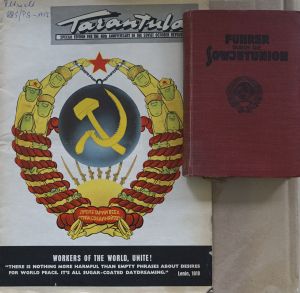 Tarantula
SPECIAL EDITION FOR THE 40TH ANNIVERSARY OF THE SOVIET OCTOBER REVOLUTION
WORKERS OF THE WORLD, UNITE!
"THERE IS NOTHING MORE HARMFUL THAN EMPTY PHRASES ABOUT DESIRES
FOR WORLD PEACE. IT'S ALL SUGAR-COATED DAYDREAMING."
Lenin, 1919
FÜHRER
DURCH DIE
SOWJETUNION